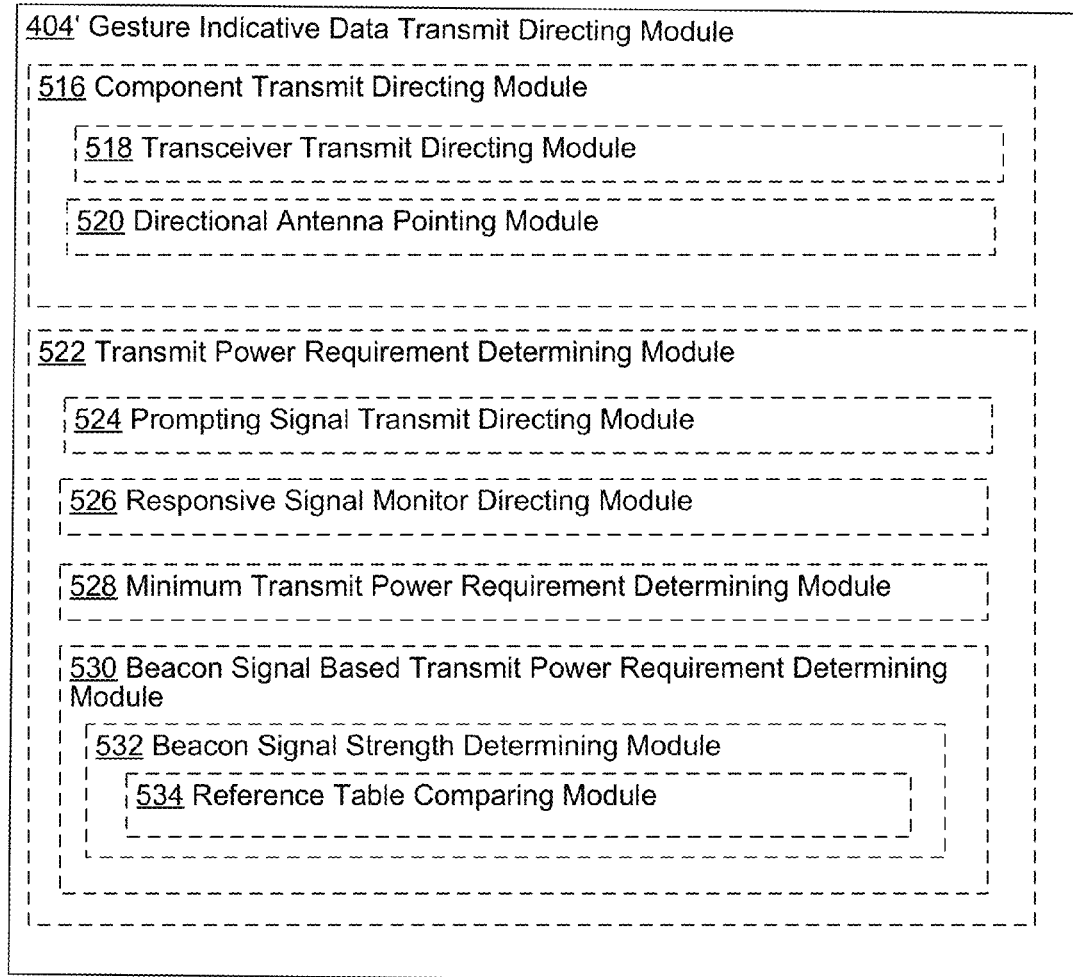 404' Gesture Indicative Data Transmit Directing Module
516 Component Transmit Directing Module
518 Transceiver Transmit Directing Module
520 Directional Antenna Pointing Module
522 Transmit Power Requirement Determining Module
524 Prompting Signal Transmit Directing Module
526 Responsive Signal Monitor Directing Module
528 Minimum Transmit Power Requirement Determining Module
530 Beacon Signal Based Transmit Power Requirement Determining
Module
532 Beacon Signal Strength Determining Module
534 Reference Table Comparing Module